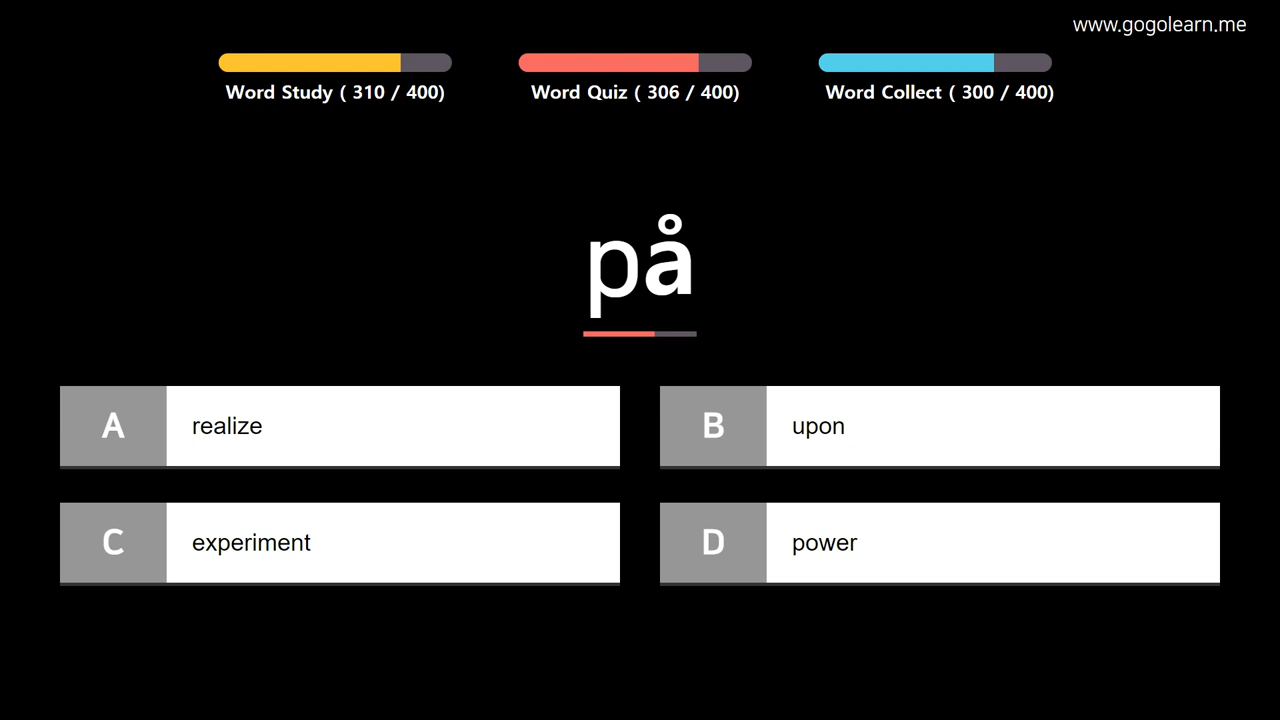 www.gogolearn.me
Word Study ( 310 / 400)
Word Quiz ( 306 / 400)
Word Collect ( 300 / 400)
på
A realize
B upon
C experiment
D power